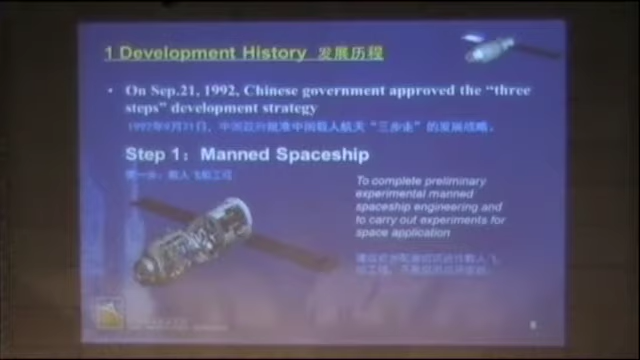 1 Development History 发展历程
• On Sep.21, 1992, Chinese government approved the “three
steps” development strategy
1992年9月21日，中国政府批准中国载人航天“三步走”的发展战略。
Step 1: Manned Spaceship
第一步：载人飞船工程
To complete preliminary
experimental manned
spaceship engineering and
to carry out experiments for
space application